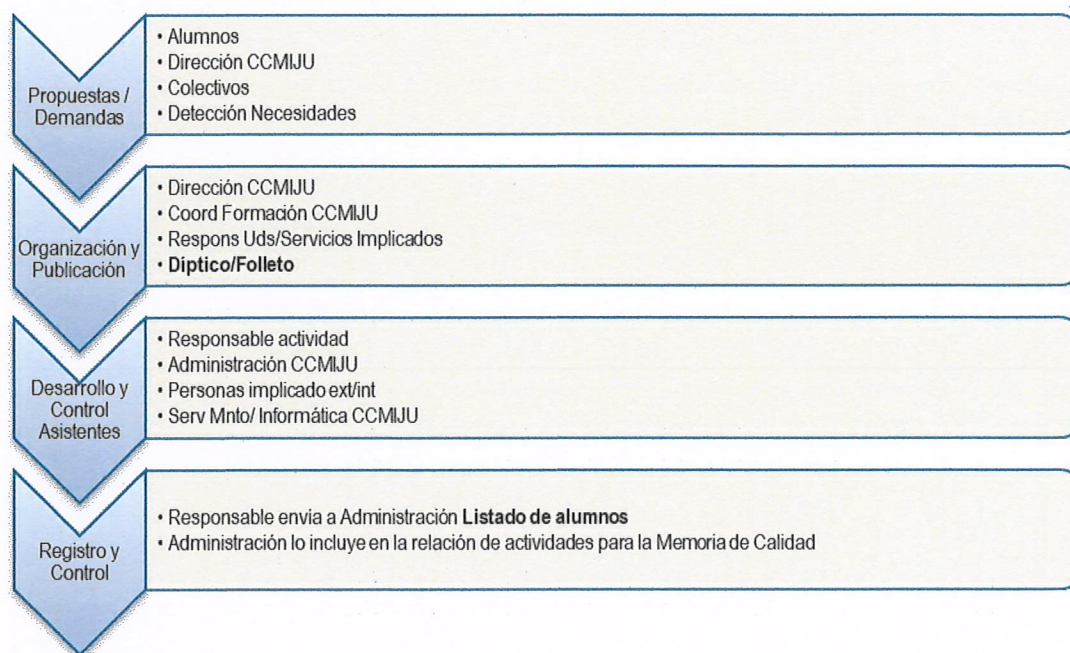 Propuestas /
Demandas
• Alumnos
• Dirección CCMIJU
• Colectivos
• Detección Necesidades
Organización y
Publicación
• Dirección CCMIJU
• Coord Formación CCMIJU
• Respons Uds/Servicios Implicados
• Díptico/Folleto
Desarrollo y
Control
Asistentes
• Responsable actividad
• Administración CCMIJU
• Personas implicado ext/int
• Serv Mnto/ Informática CCMIJU
Registro y
Control
• Responsable envia a Administración Listado de alumnos
• Administración lo incluye en la relación de actividades para la Memoria de Calidad